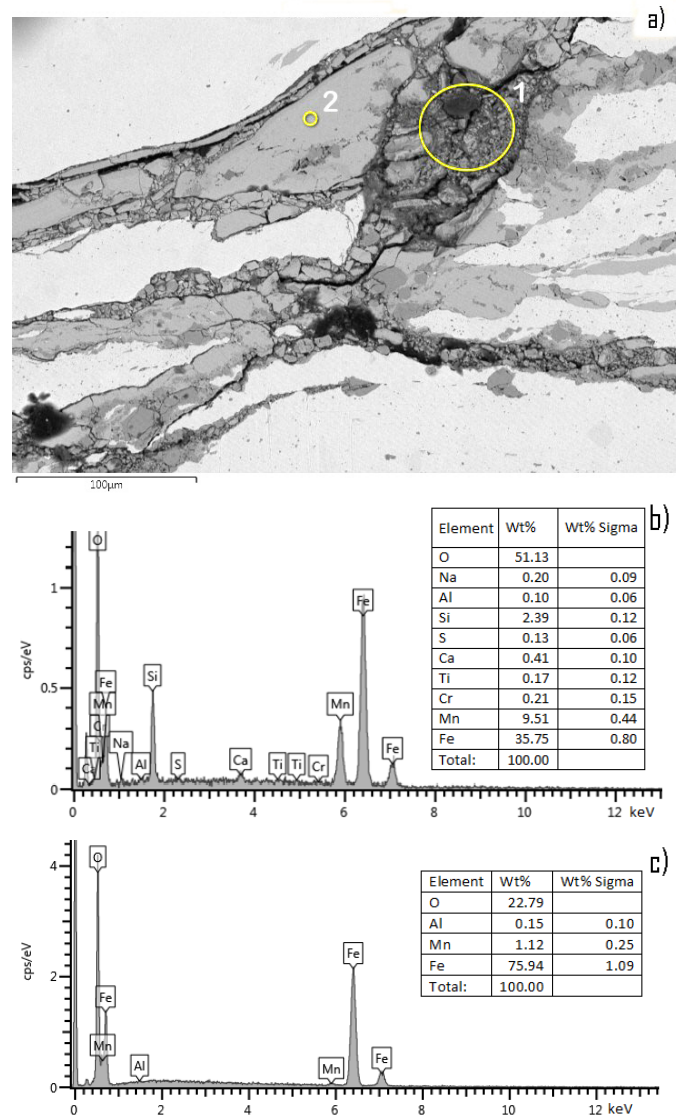 a)
2
1
100μm
b)
Element Wt% Wt% Sigma
O 51.13
Na 0.20 0.09
Al 0.10 0.06
Si 2.39 0.12
S 0.13 0.06
Ca 0.41 0.10
Ti 0.17 0.12
Cr 0.21 0.15
Mn 9.51 0.44
Fe 35.75 0.80
Total: 100.00
cps/eV
1
0.5
0
O
Fe
Mn
Cr
Ti
Ca
Na
Al
Si
S
Ca
Ti
Ti
Cr
Mn
Fe
Fe
0 2 4 6 8 10 12 keV
c)
Element Wt% Wt% Sigma
O 22.79
Al 0.15 0.10
Mn 1.12 0.25
Fe 75.94 1.09
Total: 100.00
cps/eV
4
2
0
O
Fe
Mn
Al
Mn
Fe
Fe
0 2 4 6 8 10 12 keV